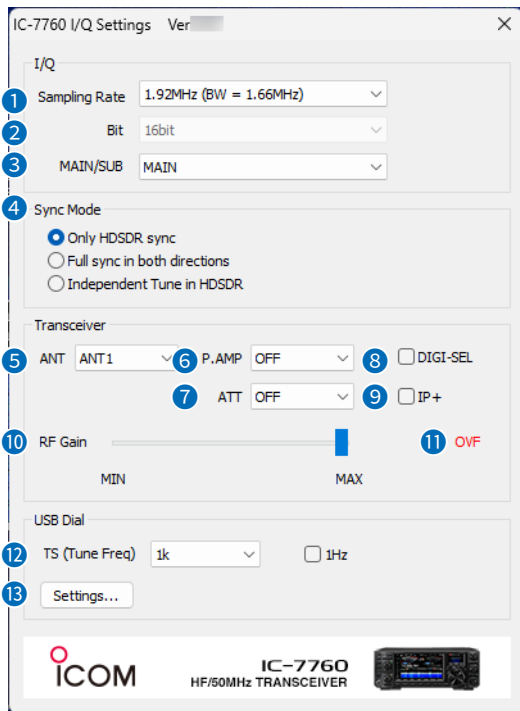 IC-7760 I/Q Settings Ver
I/Q
1 Sampling Rate 1.92MHz (BW = 1.66MHz)
2 Bit 16bit
3 MAIN/SUB MAIN
4 Sync Mode
Only HDSDR sync
Full sync in both directions
Independent Tune in HDSDR
Transceiver
5 ANT ANT1 6 P.AMP OFF 8 DIGI-SEL
7 ATT OFF 9 IP+
10 RF Gain 11 OVF
MIN MAX
USB Dial
12 TS (Tune Freq) 1k 1Hz
13 Settings...
ICOM IC-7760
HF/50MHz TRANSCEIVER